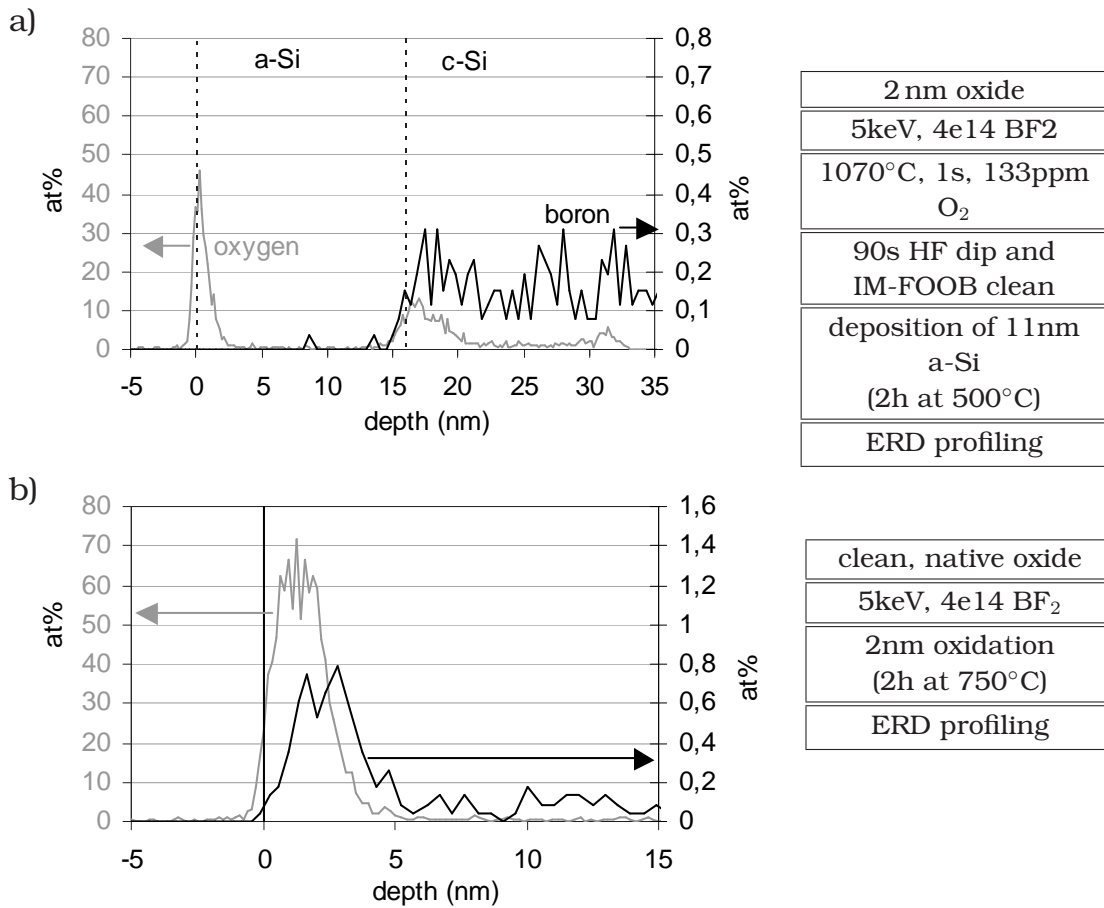 a)
80
70
60
50
40
30
20
10
0
at%
a-Si
c-Si
oxygen
boron
0,8
0,7
0,6
0,5
0,4
0,3
0,2
0,1
0
at%
-5 0 5 10 15 20 25 30 35
depth (nm)
2 nm oxide
5keV, 4e14 BF2
1070°C, 1s, 133ppm
O₂
90s HF dip and
IM-FOOB clean
deposition of 11nm
a-Si
(2h at 500°C)
ERD profiling
b)
80
70
60
50
40
30
20
10
0
at%
1,6
1,4
1,2
1
0,8
0,6
0,4
0,2
0
at%
-5 0 5 10 15
depth (nm)
clean, native oxide
5keV, 4e14 BF₂
2nm oxidation
(2h at 750°C)
ERD profiling